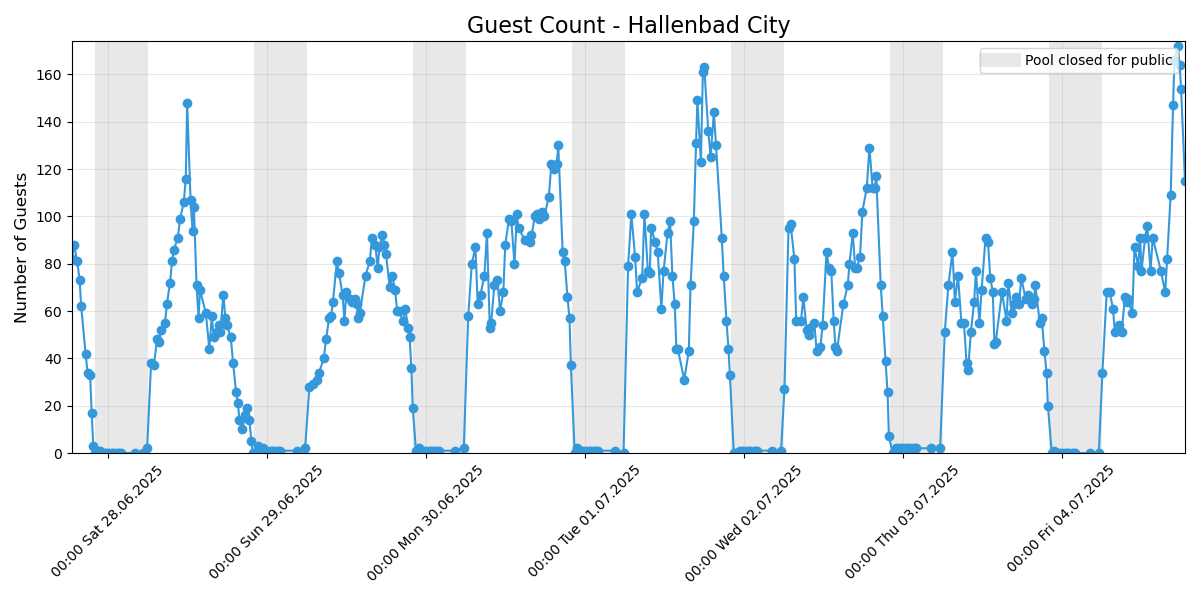 Guest Count - Hallenbad City
Pool closed for public
Number of Guests
160
140
120
100
80
60
40
20
0
00:00 Sat 28.06.2025
00:00 Sun 29.06.2025
00:00 Mon 30.06.2025
00:00 Tue 01.07.2025
00:00 Wed 02.07.2025
00:00 Thu 03.07.2025
00:00 Fri 04.07.2025